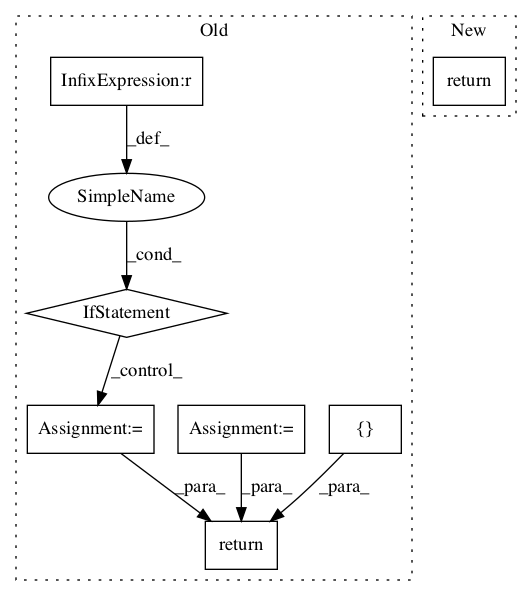 Old
New
InfixExpression:r
return
_def_
SimpleName
_cond_
IfStatement
_control_
Assignment:=
Assignment:=
{}
_para_
_para_
_para_
return